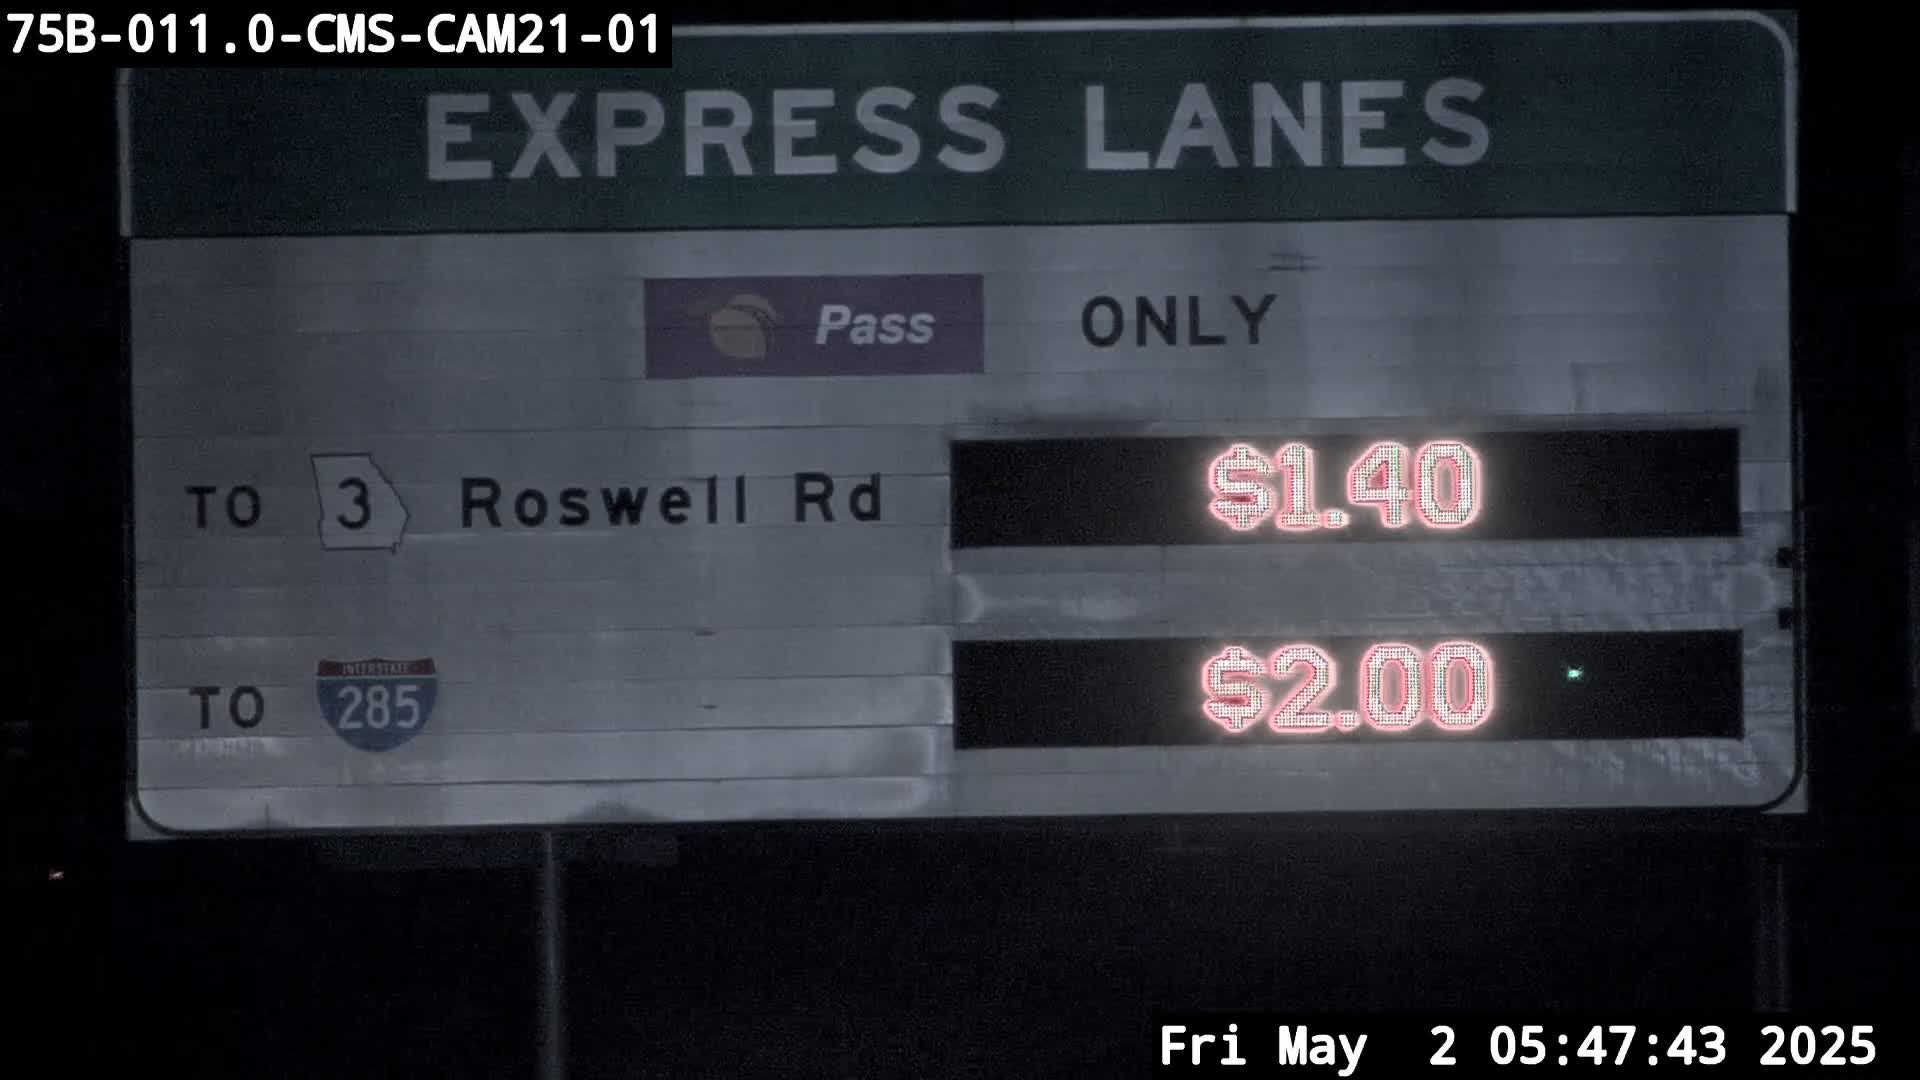 75B-011.0-CMS-CAM21-01
EXPRESS LANES
Pass ONLY
TO 3 Roswell Rd $1.40
INTERSTATE
TO 285 $2.00
Fri May 2 05:47:43 2025